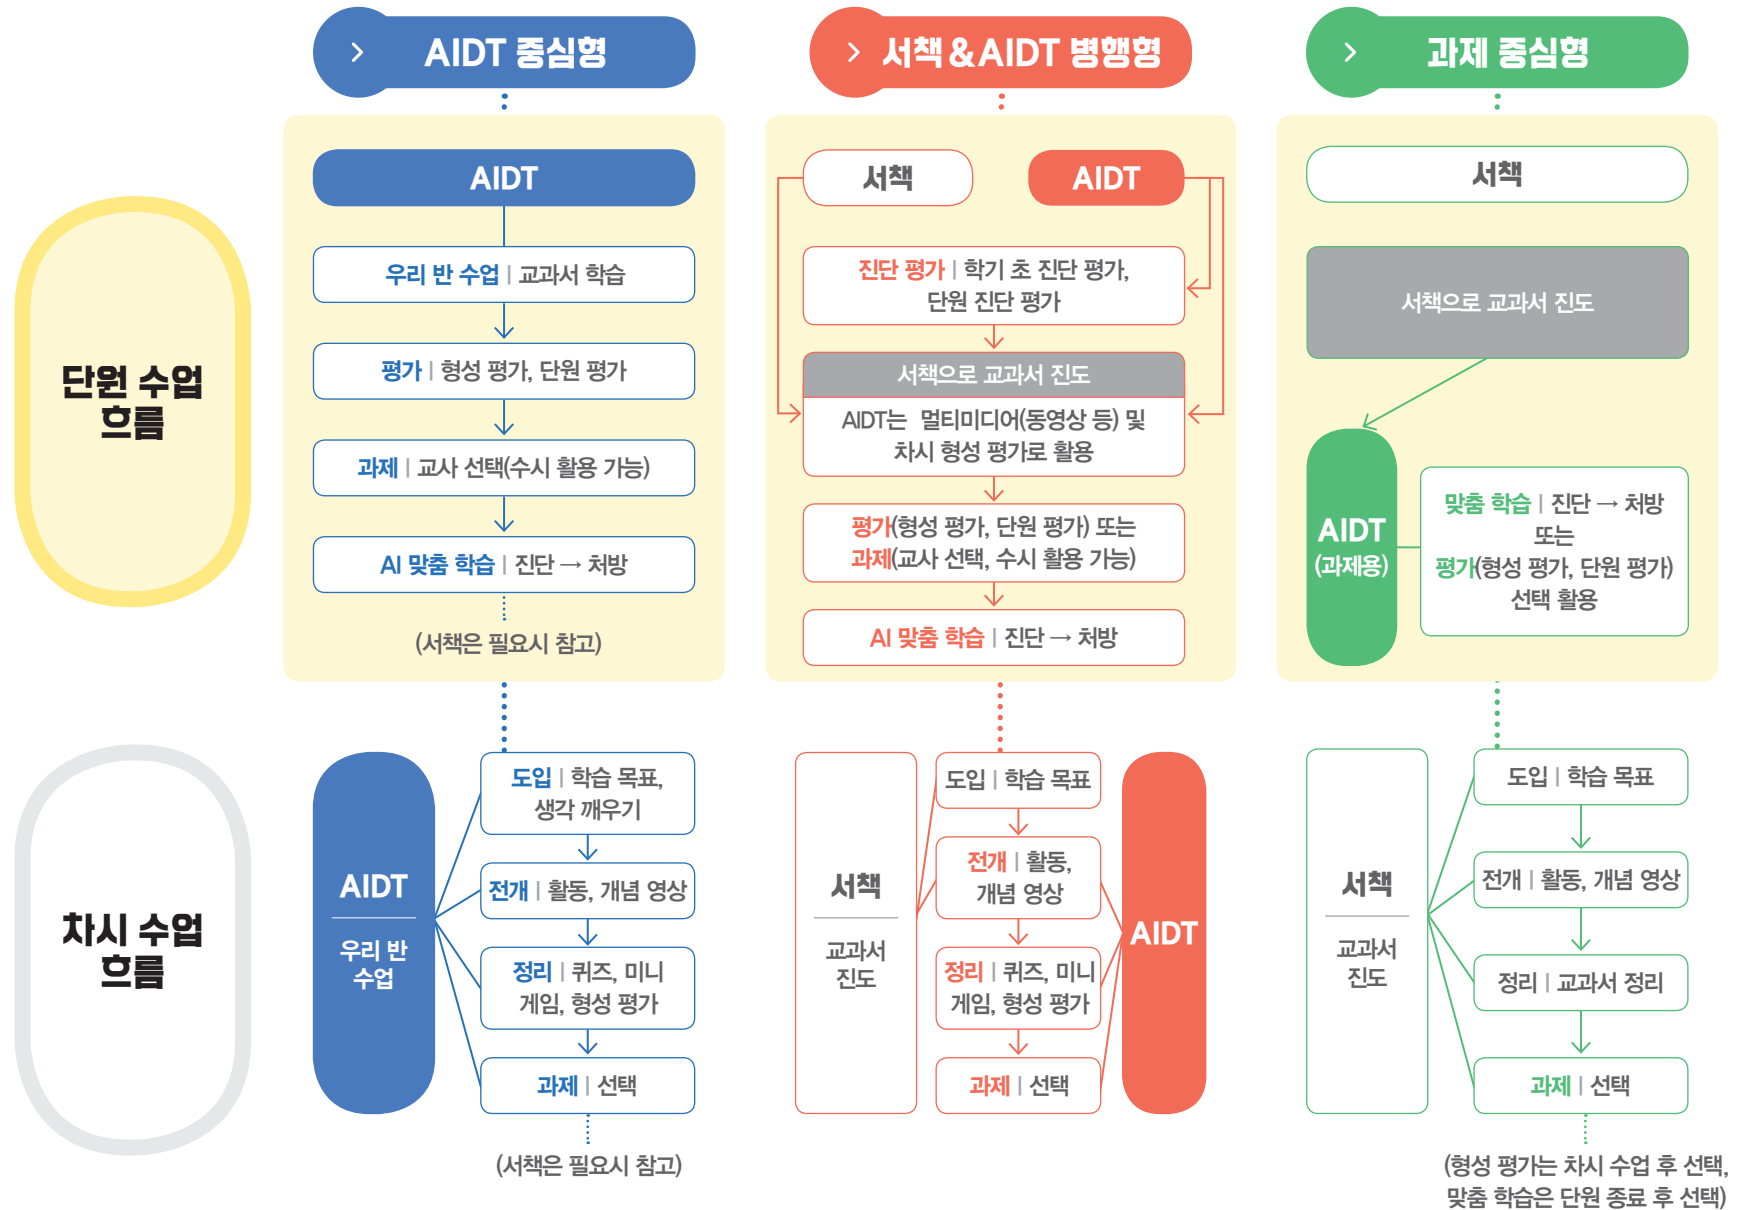 AIDT 중심형
서책&AIDT 병행형
과제 중심형
단원 수업
흐름
AIDT
우리 반 수업 | 교과서 학습
평가 | 형성 평가, 단원 평가
과제 | 교사 선택(수시 활용 가능)
AI 맞춤 학습 | 진단 → 처방
(서책은 필요시 참고)
서책
AIDT
진단 평가 | 학기 초 진단 평가,
단원 진단 평가
서책으로 교과서 진도
AIDT는 멀티미디어(동영상 등) 및
차시 형성 평가로 활용
평가(형성 평가, 단원 평가) 또는
과제(교사 선택, 수시 활용 가능)
AI 맞춤 학습 | 진단 → 처방
서책
서책으로 교과서 진도
AIDT
(과제용)
맞춤 학습 | 진단 → 처방
또는
평가(형성 평가, 단원 평가)
선택 활용
차시 수업
흐름
AIDT
우리 반
수업
도입 | 학습 목표,
생각 깨우기
전개 | 활동, 개념 영상
정리 | 퀴즈, 미니
게임, 형성 평가
과제 | 선택
(서책은 필요시 참고)
서책
교과서
진도
도입 | 학습 목표
전개 | 활동,
개념 영상
정리 | 퀴즈, 미니
게임, 형성 평가
과제 | 선택
AIDT
서책
교과서
진도
도입 | 학습 목표
전개 | 활동, 개념 영상
정리 | 교과서 정리
과제 | 선택
(형성 평가는 차시 수업 후 선택,
맞춤 학습은 단원 종료 후 선택)